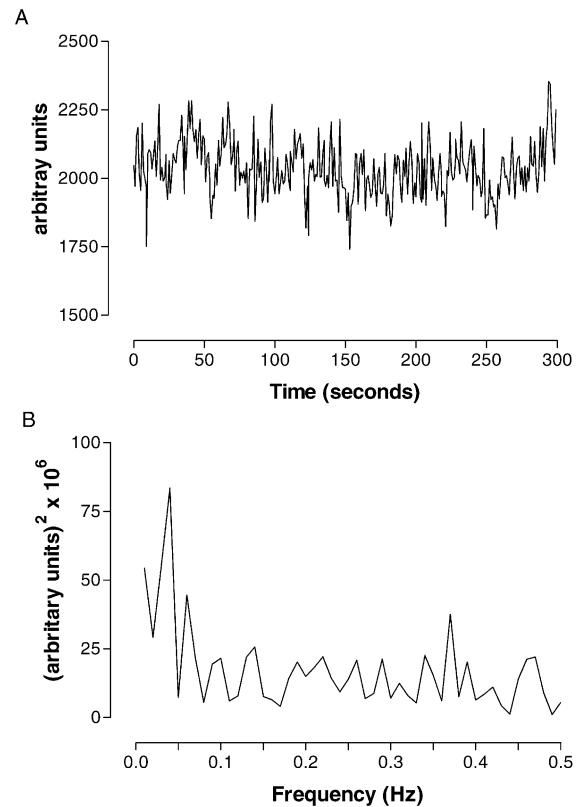 A
2500
2250
2000
1750
1500
arbitray units
0 50 100 150 200 250 300
Time (seconds)
B
100
75
50
25
0
(arbritary units)² x 10⁶
0.0 0.1 0.2 0.3 0.4 0.5
Frequency (Hz)